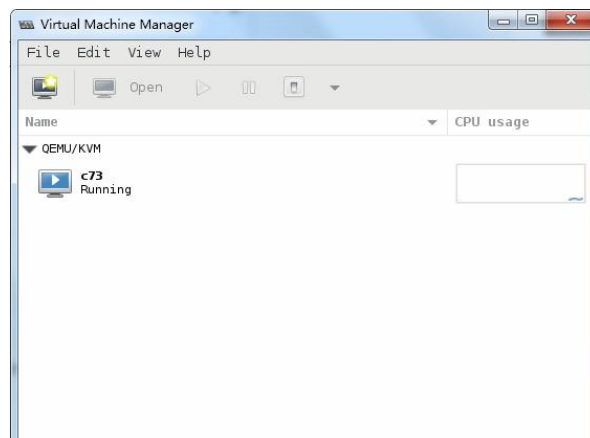 Virtual Machine Manager
File Edit View Help
Open
Name CPU usage
QEMU/KVM
c73
Running